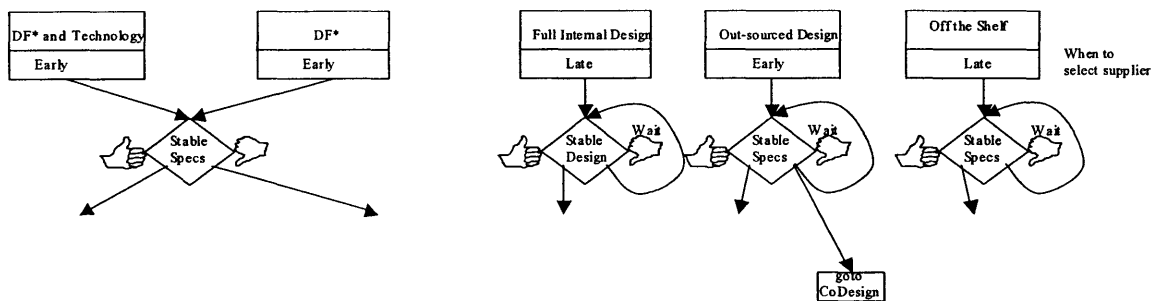 DF* and Technology
Early
DF*
Early
Full Internal Design
Late
Out-sourced Design
Early
Off the Shelf
Late
When to
select supplier
Stable
Specs
Stable
Design
Wait
Stable
Specs
Wait
Stable
Specs
Wait
goto
CoDesign